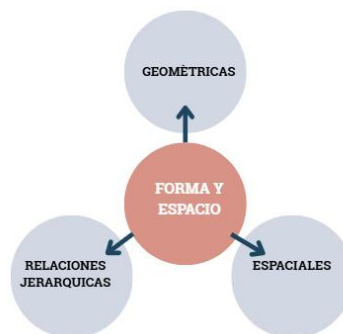 GEOMÈTRICAS
FORMA Y
ESPACIO
RELACIONES
JERARQUICAS
ESPACIALES